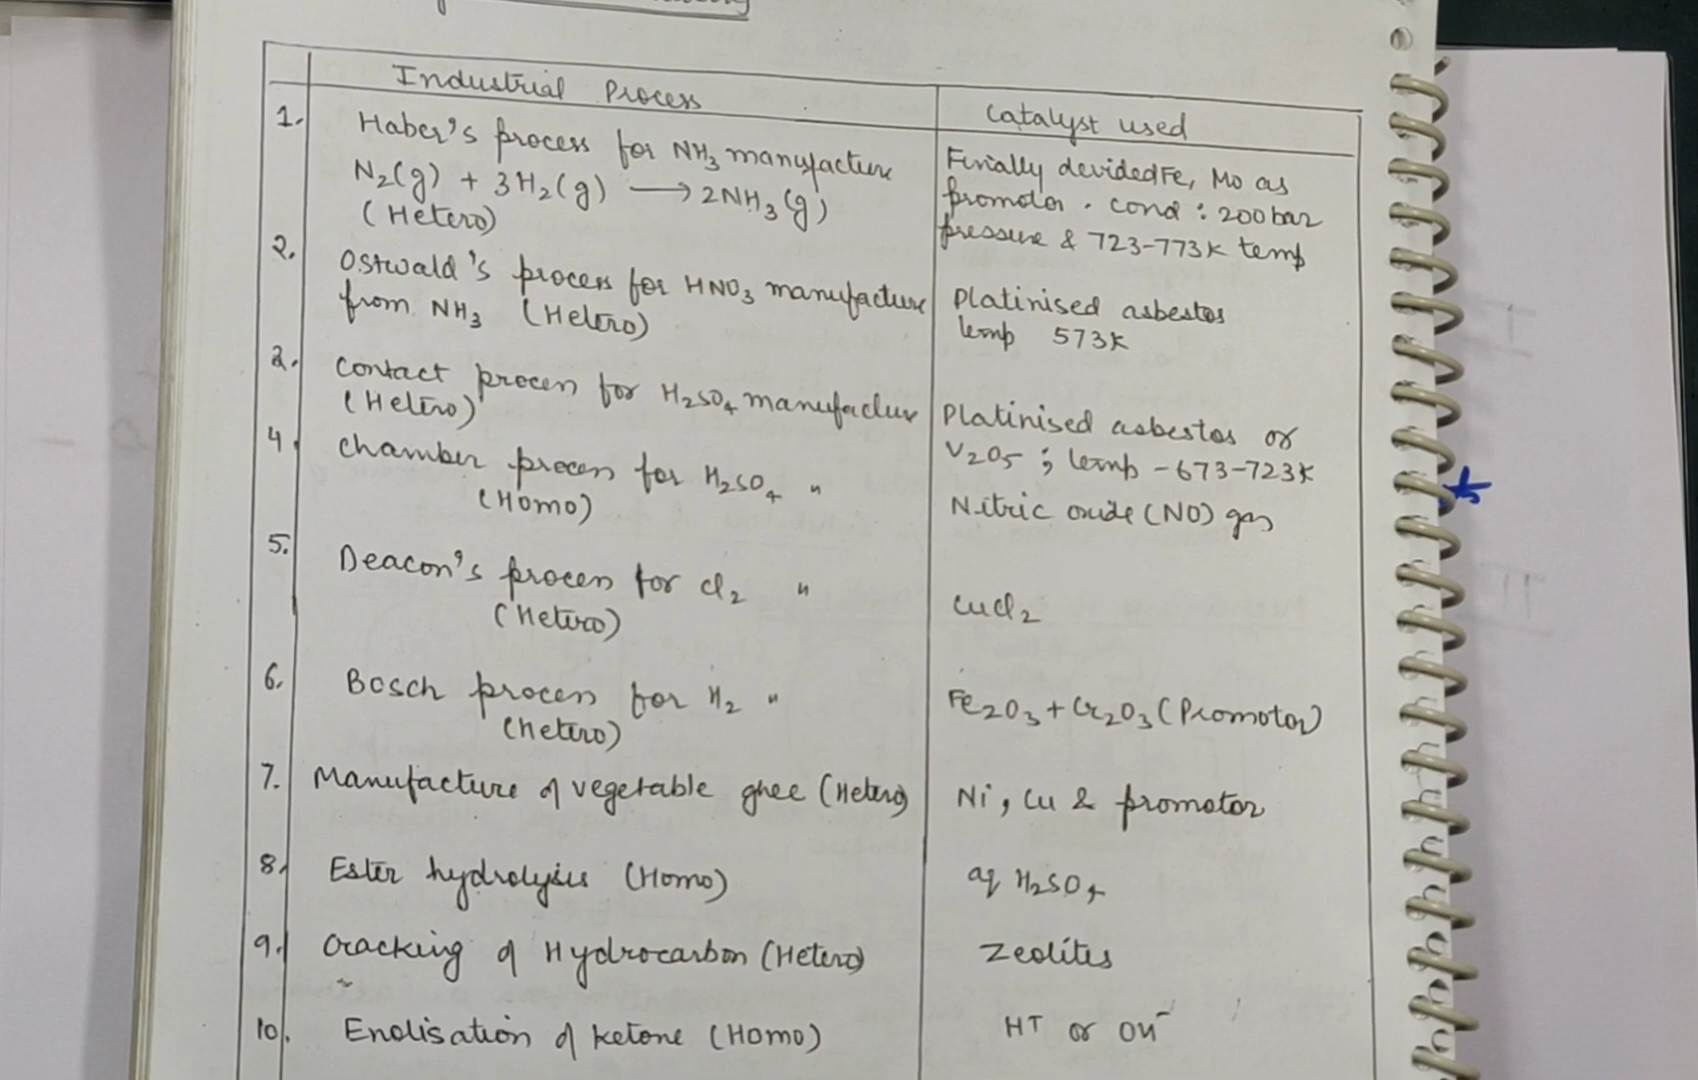 Industrial Process
Catalyst used
1. Haber's process for NH3 manufacture
N2(g) + 3H2(g) ⟶ 2NH3(g)
(Hetero)
Finially devided Fe, Mo as
promoter . cond : 200 bar
pressure & 723-773K temp
2. Ostwald's process for HNO3 manufacture
from NH3 (Hetero)
Platinised asbestos
temp 573K
3. Contact process for H2SO4 manufacture
(Hetero)
Platinised asbestos or
V2O5 ; temp - 673-723K
4. Chamber process for H2SO4 "
(Homo)
Nitric oxide (NO) gas
5. Deacon's process for Cl2 "
(Hetero)
CuCl2
6. Bosch process for H2 "
(Hetero)
Fe2O3 + Cr2O3 (Promotor)
7. Manufacture of vegetable ghee (Hetero)
Ni, Cu & promotor
8. Ester hydrolysis (Homo)
aq H2SO4
9. Cracking of Hydrocarbon (Hetero)
Zeolites
10. Enolisation of ketone (Homo)
H+ or OH-